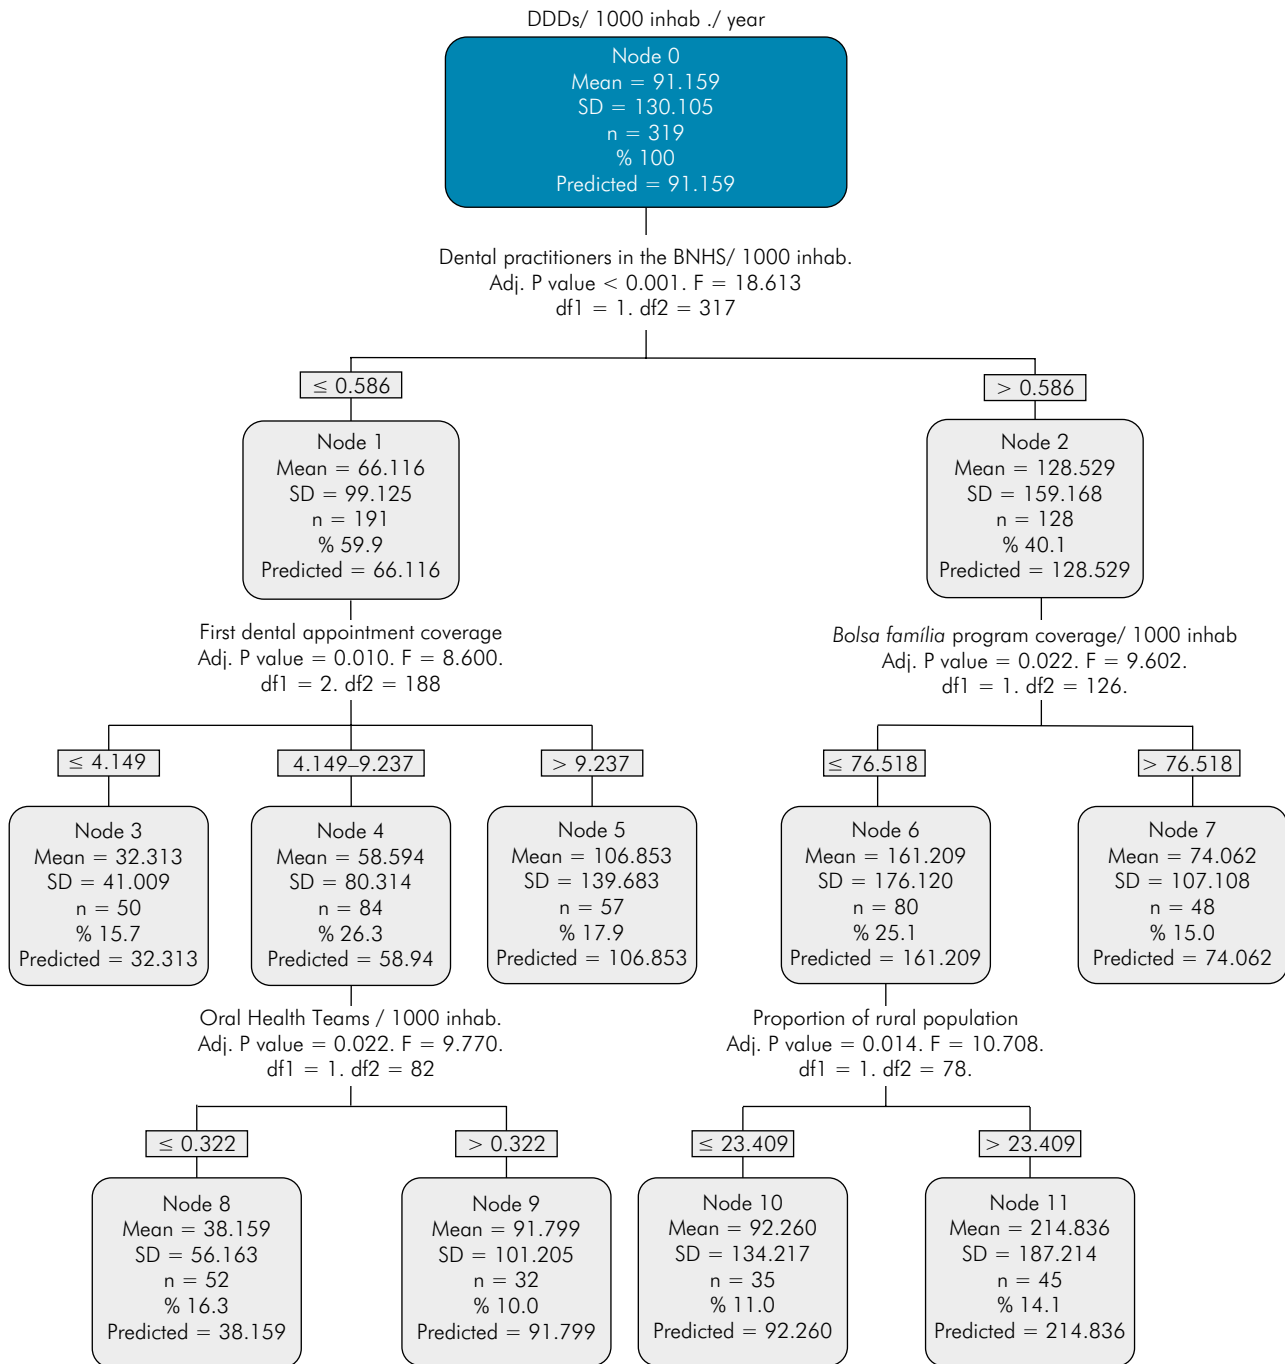 DDDs/ 1000 inhab ./ year
Node 0
Mean = 91.159
SD = 130.105
n = 319
% 100
Predicted = 91.159
Dental practitioners in the BNHS/ 1000 inhab.
Adj. P value < 0.001. F = 18.613
df1 = 1. df2 = 317
≤ 0.586
> 0.586
Node 1
Mean = 66.116
SD = 99.125
n = 191
% 59.9
Predicted = 66.116
Node 2
Mean = 128.529
SD = 159.168
n = 128
% 40.1
Predicted = 128.529
First dental appointment coverage
Adj. P value = 0.010. F = 8.600.
df1 = 2. df2 = 188
Bolsa família program coverage/ 1000 inhab
Adj. P value = 0.022. F = 9.602.
df1 = 1. df2 = 126.
≤ 4.149
4.149–9.237
> 9.237
≤ 76.518
> 76.518
Node 3
Mean = 32.313
SD = 41.009
n = 50
% 15.7
Predicted = 32.313
Node 4
Mean = 58.594
SD = 80.314
n = 84
% 26.3
Predicted = 58.94
Node 5
Mean = 106.853
SD = 139.683
n = 57
% 17.9
Predicted = 106.853
Node 6
Mean = 161.209
SD = 176.120
n = 80
% 25.1
Predicted = 161.209
Node 7
Mean = 74.062
SD = 107.108
n = 48
% 15.0
Predicted = 74.062
Oral Health Teams / 1000 inhab.
Adj. P value = 0.022. F = 9.770.
df1 = 1. df2 = 82
Proportion of rural population
Adj. P value = 0.014. F = 10.708.
df1 = 1. df2 = 78.
≤ 0.322
> 0.322
≤ 23.409
> 23.409
Node 8
Mean = 38.159
SD = 56.163
n = 52
% 16.3
Predicted = 38.159
Node 9
Mean = 91.799
SD = 101.205
n = 32
% 10.0
Predicted = 91.799
Node 10
Mean = 92.260
SD = 134.217
n = 35
% 11.0
Predicted = 92.260
Node 11
Mean = 214.836
SD = 187.214
n = 45
% 14.1
Predicted = 214.836